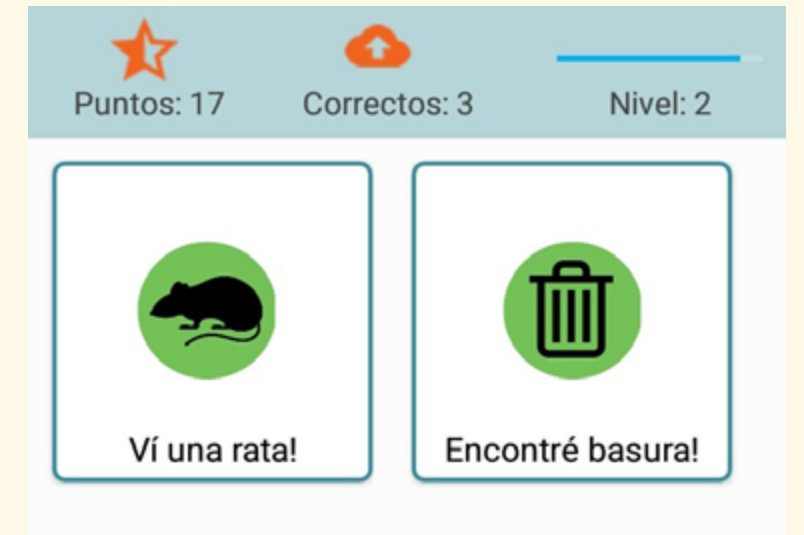 Puntos: 17 Correctos: 3 Nivel: 2
Ví una rata! Encontré basura!